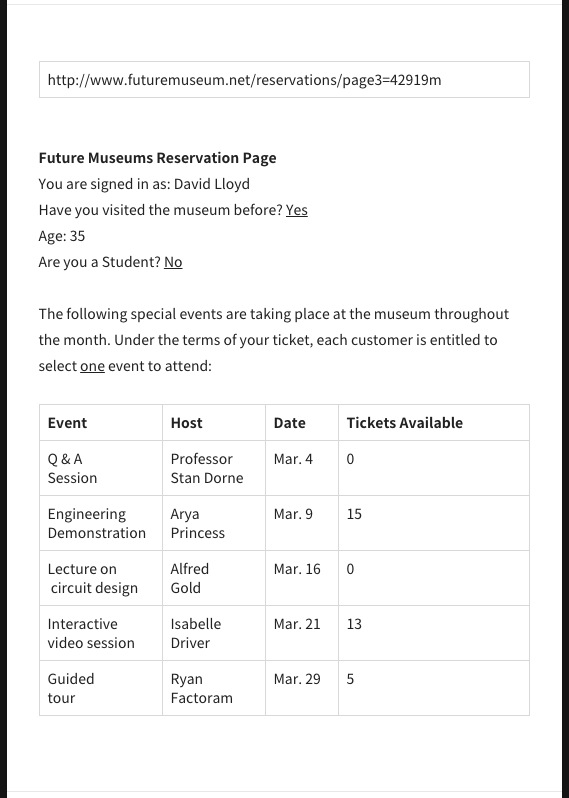 http://www.futuremuseum.net/reservations/page3=42919m
Future Museums Reservation Page
You are signed in as: David Lloyd
Have you visited the museum before? Yes
Age: 35
Are you a Student? No
The following special events are taking place at the museum throughout
the month. Under the terms of your ticket, each customer is entitled to
select one event to attend:
Event Host Date Tickets Available
Q & A Professor Mar. 4 0
Session Stan Dorne
Engineering Arya Mar. 9 15
Demonstration Princess
Lecture on Alfred Mar. 16 0
circuit design Gold
Interactive Isabelle Mar. 21 13
video session Driver
Guided Ryan Mar. 29 5
tour Factoram